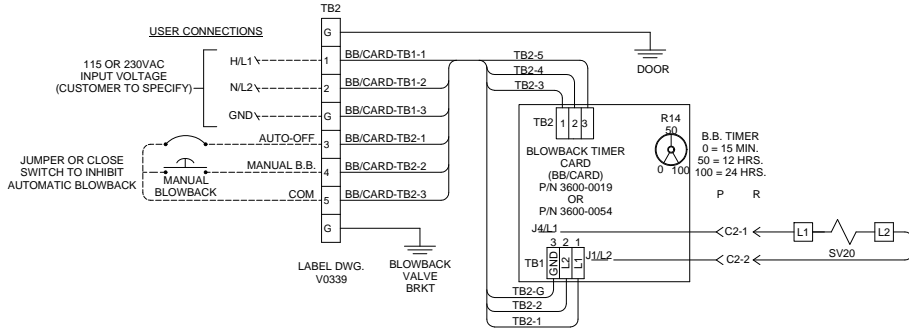 TB2
USER CONNECTIONS
G
115 OR 230VAC
INPUT VOLTAGE
(CUSTOMER TO SPECIFY)
H/L1
1
BB/CARD-TB1-1
N/L2
2
BB/CARD-TB1-2
GND
G
BB/CARD-TB1-3
AUTO-OFF
3
BB/CARD-TB2-1
MANUAL B.B.
4
BB/CARD-TB2-2
COM
5
BB/CARD-TB2-3
G
JUMPER OR CLOSE
SWITCH TO INHIBIT
AUTOMATIC BLOWBACK
MANUAL
BLOWBACK
LABEL DWG.
V0339
BLOWBACK
VALVE
BRKT
DOOR
TB2-5
TB2-4
TB2-3
TB2 1 2 3
BLOWBACK TIMER
CARD
(BB/CARD)
P/N 3600-0019
OR
P/N 3600-0054
R14
50
0 100
B.B. TIMER
0 = 15 MIN.
50 = 12 HRS.
100 = 24 HRS.
P R
J4/L1
C2-1
L1
L2
SV20
3 2 1
TB1
GND
L2
L1
J1/L2
C2-2
TB2-G
TB2-2
TB2-1